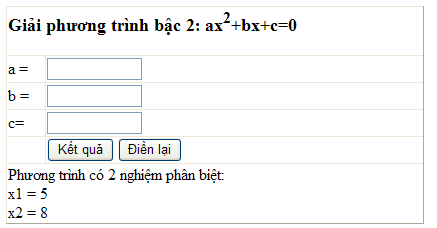 Giải phương trình bậc 2: ax²+bx+c=0
a =
b =
c=
Kết quả Điền lại
Phương trình có 2 nghiệm phân biệt:
x1 = 5
x2 = 8